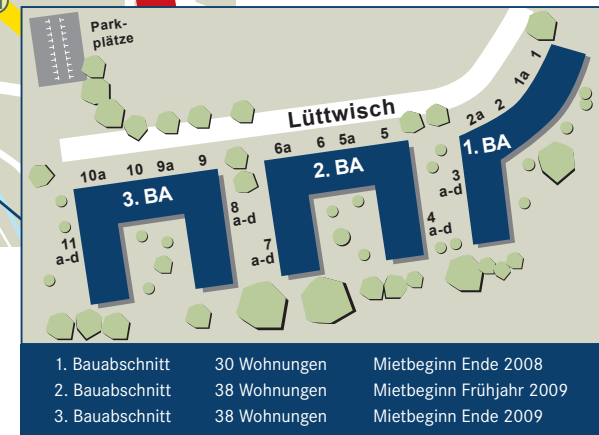 Park-
plätze
Lüttwisch
1
1a
2
2a
1. BA
3
a-d
4
a-d
5
5a
6
6a
2. BA
7
a-d
8
a-d
9
9a
10
10a
3. BA
11
a-d
1. Bauabschnitt 30 Wohnungen Mietbeginn Ende 2008
2. Bauabschnitt 38 Wohnungen Mietbeginn Frühjahr 2009
3. Bauabschnitt 38 Wohnungen Mietbeginn Ende 2009